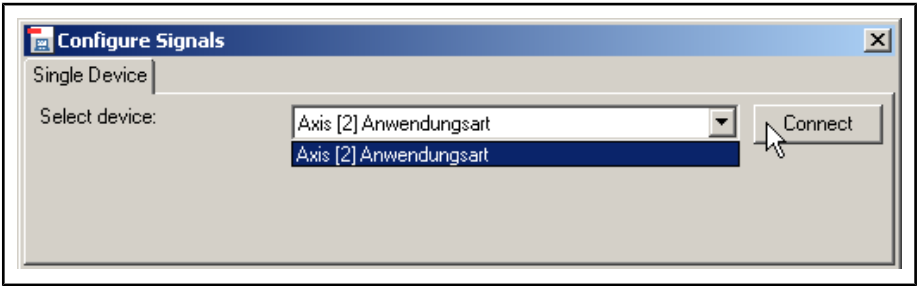 Configure Signals
Single Device
Select device:
Axis [2] Anwendungsart
Connect
Axis [2] Anwendungsart